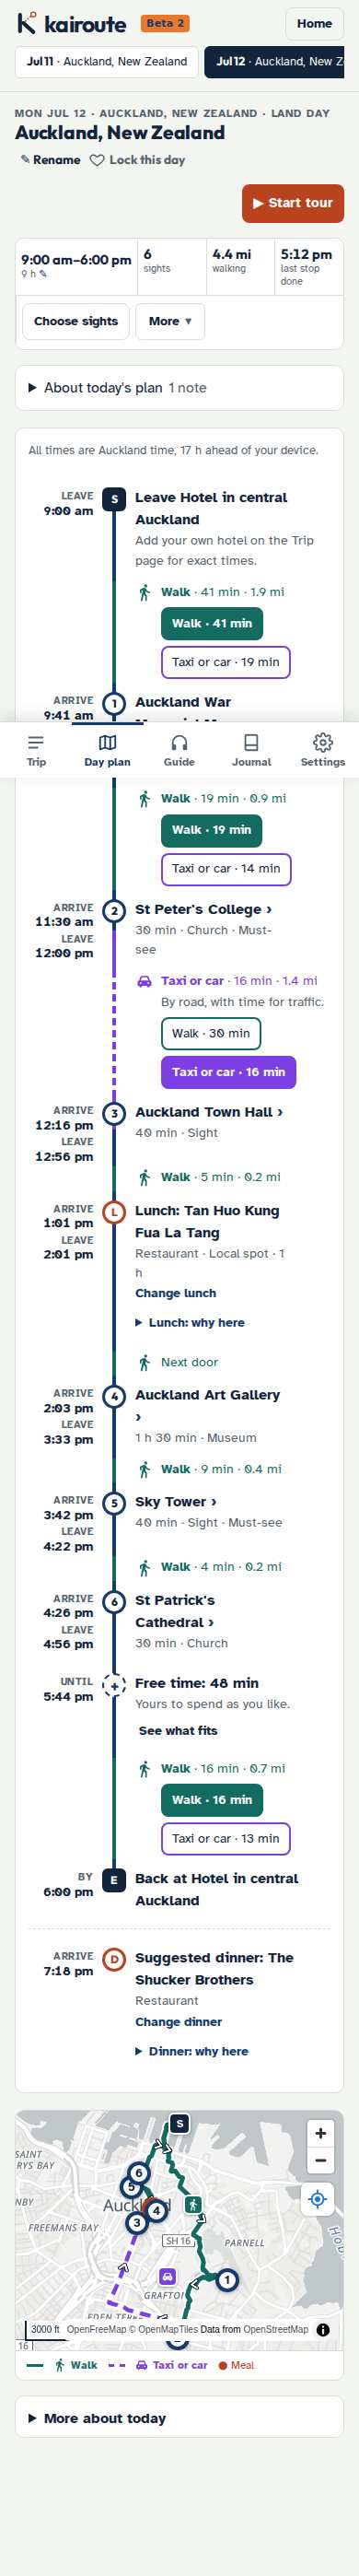 kairoute Beta 2 Home
Jul 11 · Auckland, New Zealand Jul 12 · Auckland, New Z
MON JUL 12 · AUCKLAND, NEW ZEALAND · LAND DAY
Auckland, New Zealand
✎ Rename Lock this day
▶ Start tour
9:00 am–6:00 pm
9 h ✎
6
sights
4.4 mi
walking
5:12 pm
last stop
done
Choose sights More ▾
▶ About today's plan 1 note
All times are Auckland time, 17 h ahead of your device.
LEAVE
9:00 am
S
Leave Hotel in central
Auckland
Add your own hotel on the Trip
page for exact times.
Walk · 41 min · 1.9 mi
Walk · 41 min
Taxi or car · 19 min
ARRIVE
9:41 am
1
Auckland War
Trip Day plan Guide Journal Settings
Walk · 19 min · 0.9 mi
Walk · 19 min
Taxi or car · 14 min
ARRIVE
11:30 am
LEAVE
12:00 pm
2
St Peter's College ›
30 min · Church · Must-
see
Taxi or car · 16 min · 1.4 mi
By road, with time for traffic.
Walk · 30 min
Taxi or car · 16 min
ARRIVE
12:16 pm
LEAVE
12:56 pm
3
Auckland Town Hall ›
40 min · Sight
Walk · 5 min · 0.2 mi
ARRIVE
1:01 pm
LEAVE
2:01 pm
L
Lunch: Tan Huo Kung
Fua La Tang
Restaurant · Local spot · 1
h
Change lunch
▶ Lunch: why here
Next door
ARRIVE
2:03 pm
LEAVE
3:33 pm
4
Auckland Art Gallery
›
1 h 30 min · Museum
Walk · 9 min · 0.4 mi
ARRIVE
3:42 pm
LEAVE
4:22 pm
5
Sky Tower ›
40 min · Sight · Must-see
Walk · 4 min · 0.2 mi
ARRIVE
4:26 pm
LEAVE
4:56 pm
6
St Patrick's
Cathedral ›
30 min · Church
UNTIL
5:44 pm
+
Free time: 48 min
Yours to spend as you like.
See what fits
Walk · 16 min · 0.7 mi
Walk · 16 min
Taxi or car · 13 min
BY
6:00 pm
E
Back at Hotel in central
Auckland
ARRIVE
7:18 pm
D
Suggested dinner: The
Shucker Brothers
Restaurant
Change dinner
▶ Dinner: why here
S
+
−
SAINT
RYS BAY
6
5
NBY
4
3
FREEMANS BAY
SH 16
PARNELL
1
GRAFTO
3000 ft OpenFreeMap © OpenMapTiles Data from OpenStreetMap
16
Walk Taxi or car Meal
▶ More about today